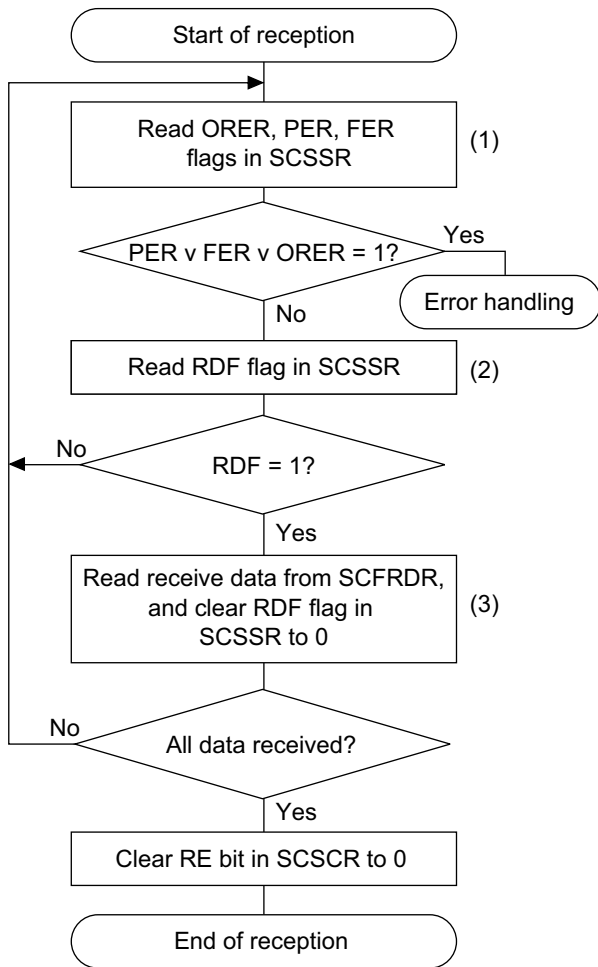 Start of reception
Read ORER, PER, FER
flags in SCSSR
(1)
PER v FER v ORER = 1?
Yes
Error handling
No
Read RDF flag in SCSSR
(2)
No
RDF = 1?
Yes
Read receive data from SCFRDR,
and clear RDF flag in
SCSSR to 0
(3)
No
All data received?
Yes
Clear RE bit in SCSCR to 0
End of reception